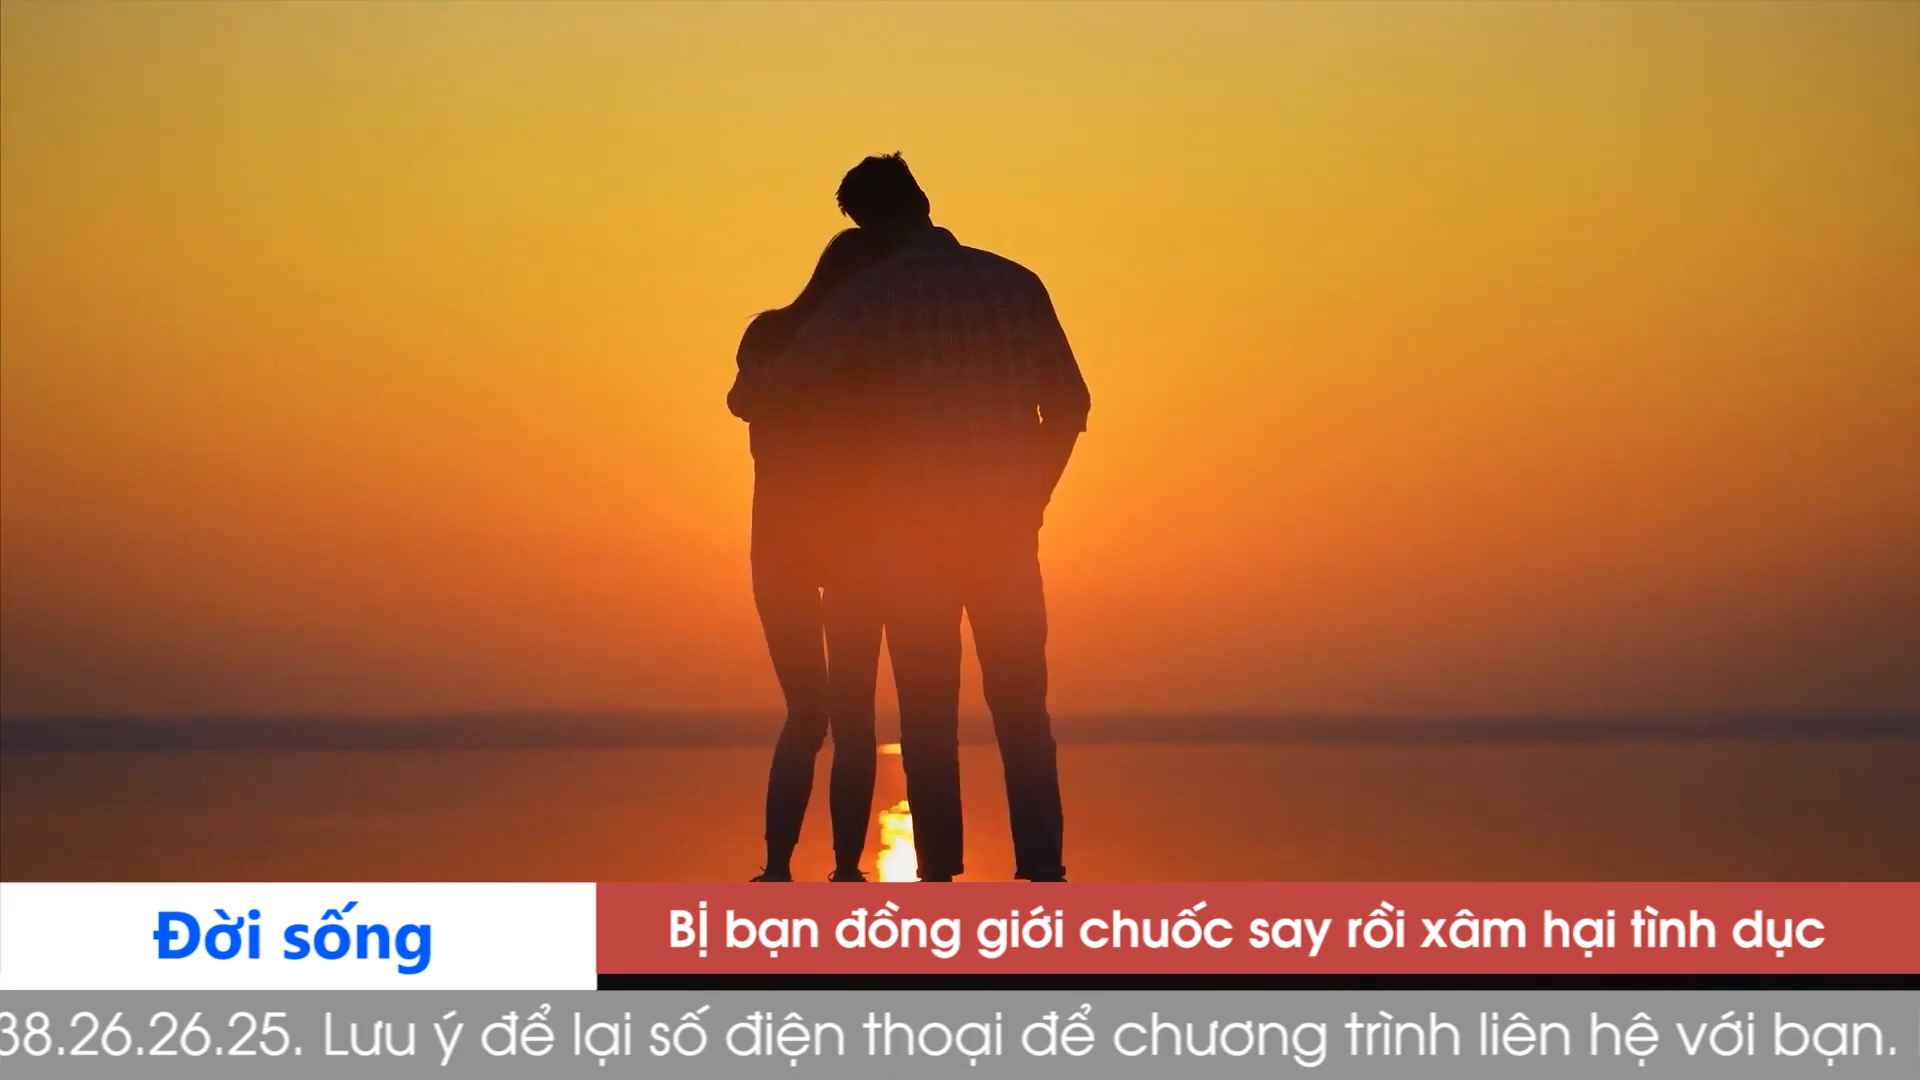 Đời sống
Bị bạn đồng giới chuốc say rồi xâm hại tình dục
38.26.26.25. Lưu ý để lại số điện thoại để chương trình liên hệ với bạn.